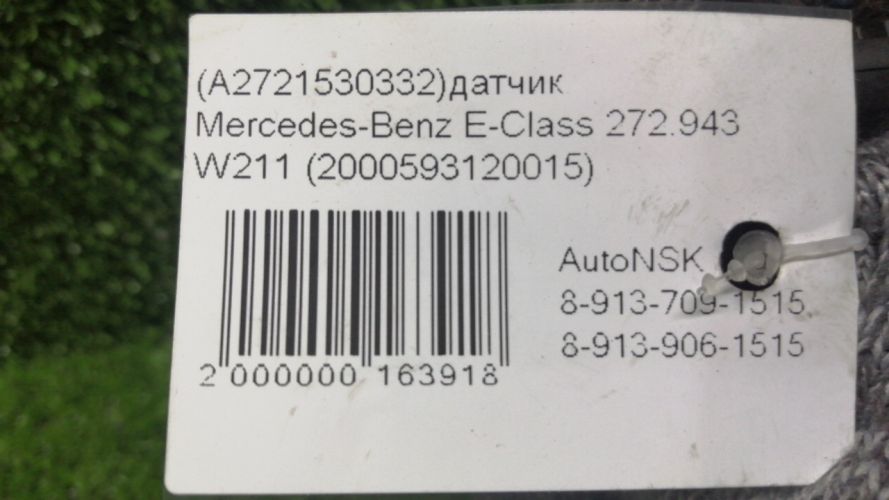 (A2721530332)датчик
Mercedes-Benz E-Class 272.943
W211 (2000593120015)
AutoNSK
8-913-709-1515
8-913-906-1515
2 000000 163918